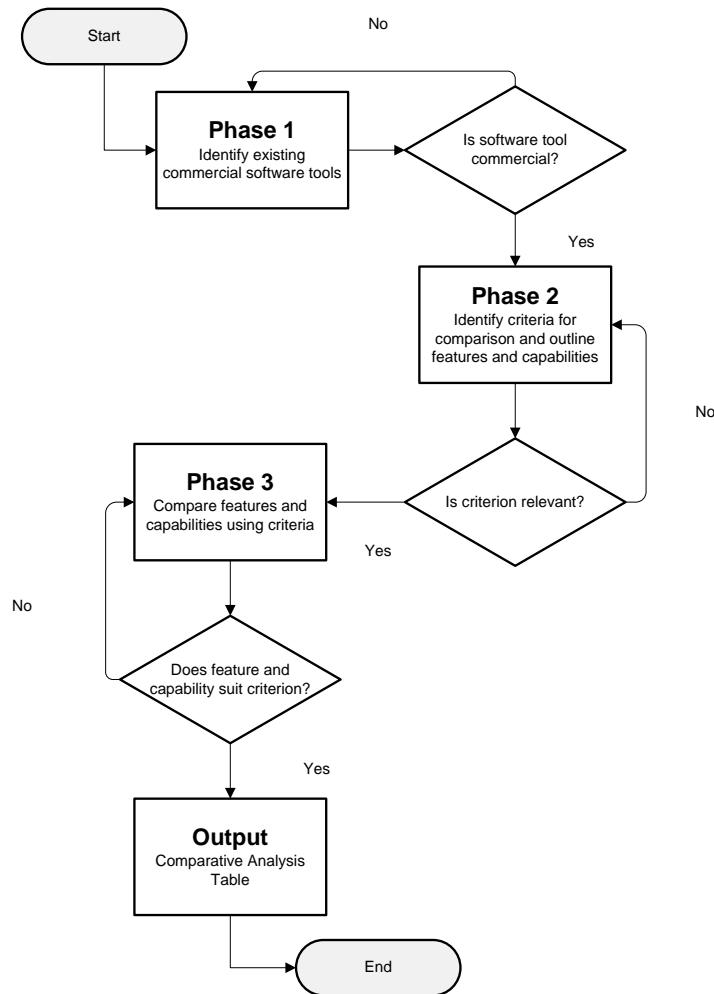 Start
No
Phase 1
Identify existing
commercial software tools
Is software tool
commercial?
Yes
Phase 2
Identify criteria for
comparison and outline
features and capabilities
No
Is criterion relevant?
Yes
Phase 3
Compare features and
capabilities using criteria
No
Does feature and
capability suit criterion?
Yes
Output
Comparative Analysis
Table
End